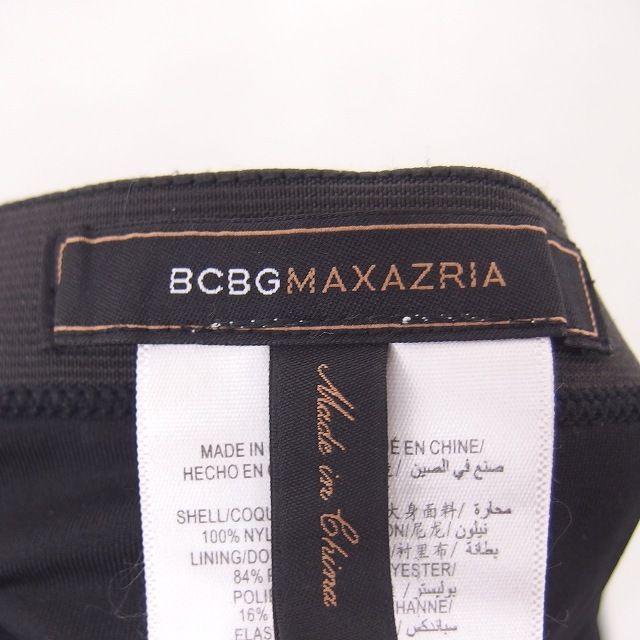 BCBGMAXAZRIA
Made in China
MADE IN É EN CHINE/
HECHO EN صنع في الصين/
SHELL/COQU 大身面料/ محارة/
100% NYL ON/尼龙/ نيلون/
LINING/DO /衬里布/ بطانة/
84% P YESTER/
POLI بوليستر/
16% HANNE/
ELAS سباندكس/